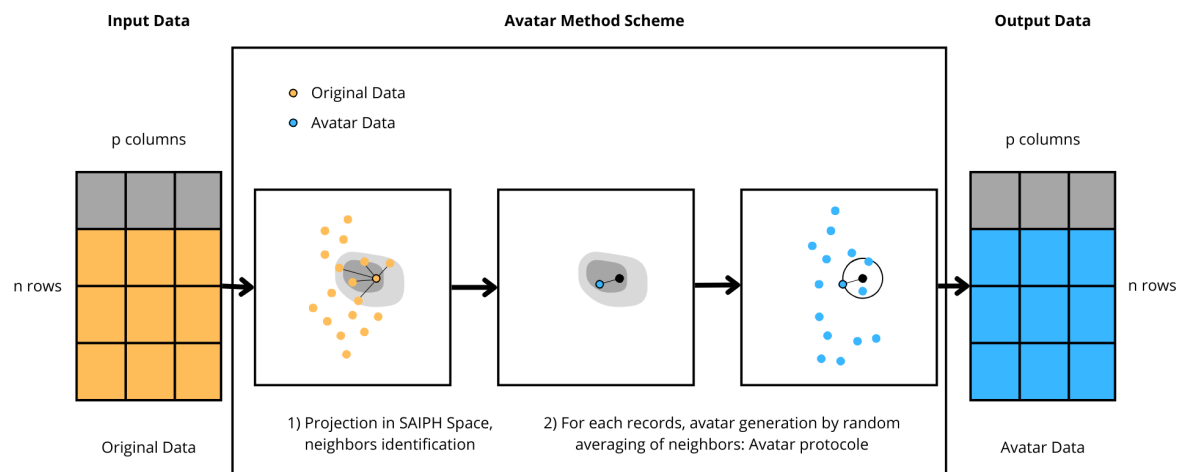 Input Data
Avatar Method Scheme
Output Data
Original Data
Avatar Data
p columns
p columns
n rows
n rows
1) Projection in SAIPH Space,
neighbors identification
2) For each records, avatar generation by random
averaging of neighbors: Avatar protocole
Original Data
Avatar Data